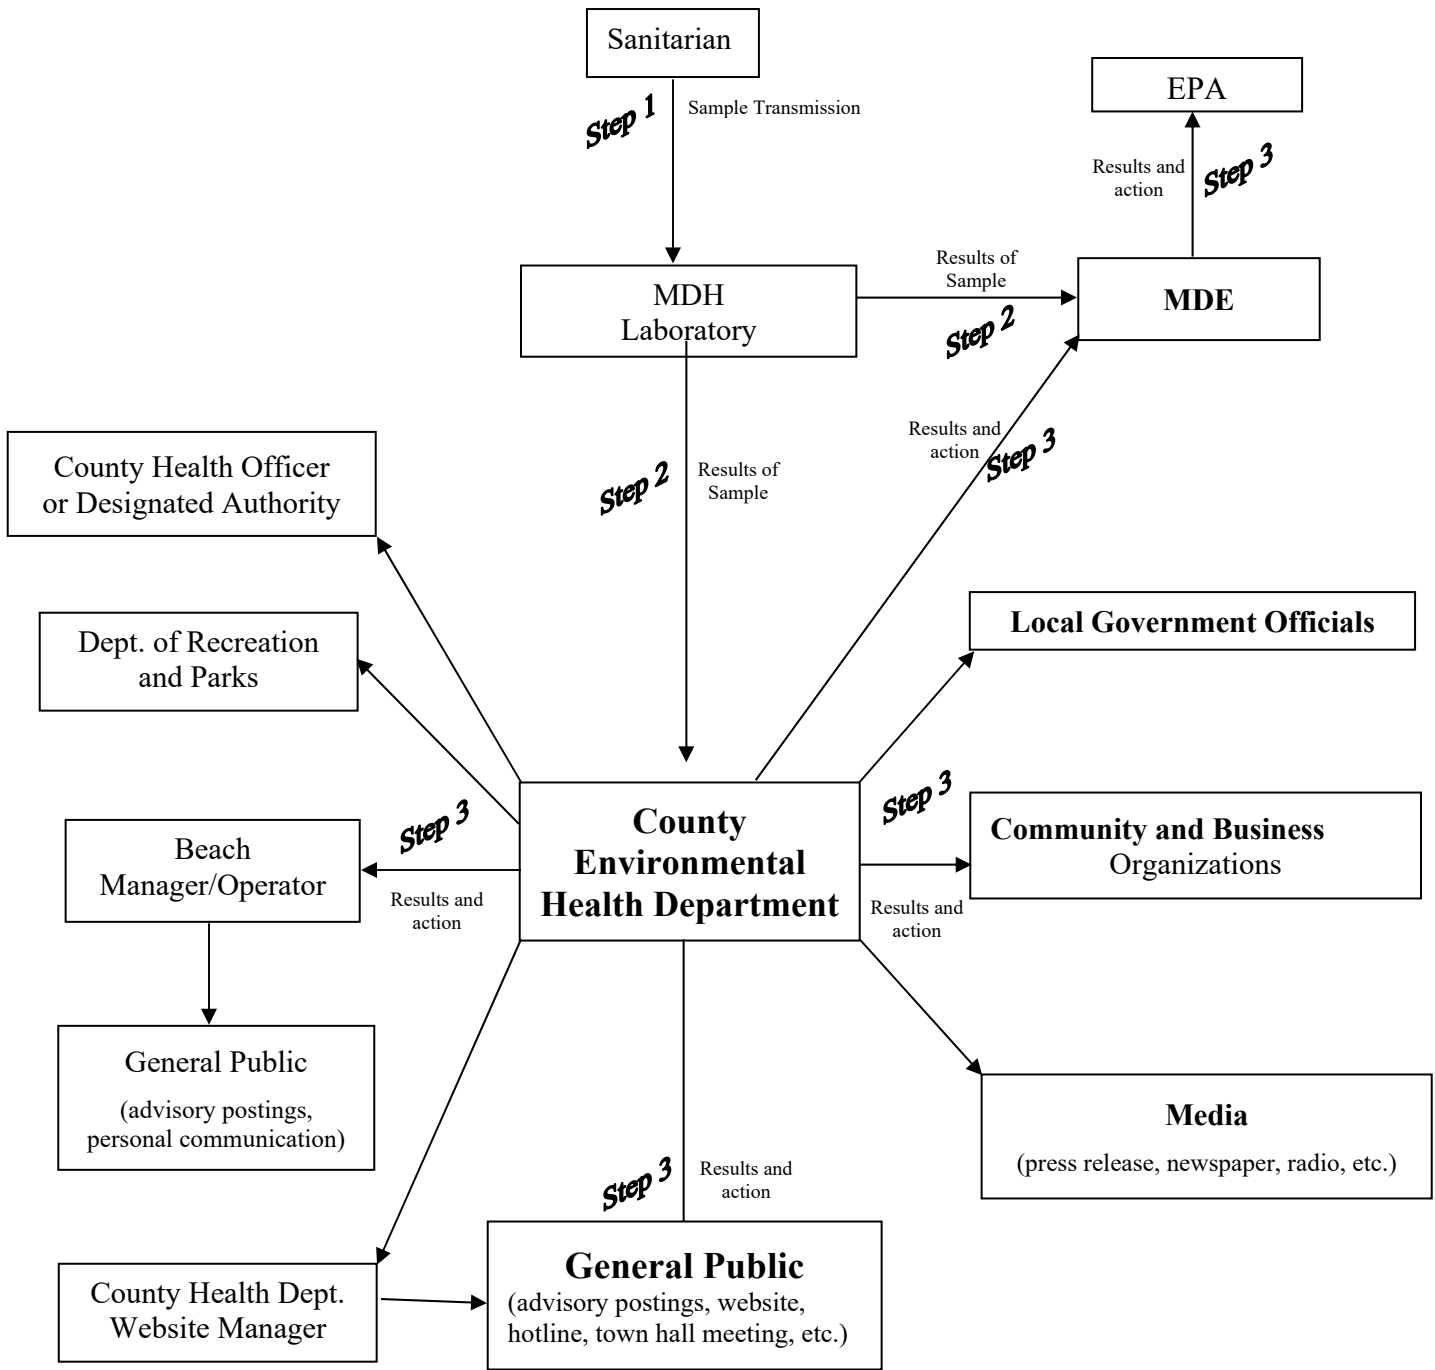 Sanitarian
Step 1
Sample Transmission
EPA
Results and
action
Step 3
MDH
Laboratory
Results of
Sample
Step 2
MDE
Results and
action
Step 3
Step 2
Results of
Sample
County Health Officer
or Designated Authority
Dept. of Recreation
and Parks
Local Government Officials
Beach
Manager/Operator
Step 3
Results and
action
County
Environmental
Health Department
Step 3
Results and
action
Community and Business
Organizations
General Public
(advisory postings,
personal communication)
Media
(press release, newspaper, radio, etc.)
Step 3
Results and
action
County Health Dept.
Website Manager
General Public
(advisory postings, website,
hotline, town hall meeting, etc.)